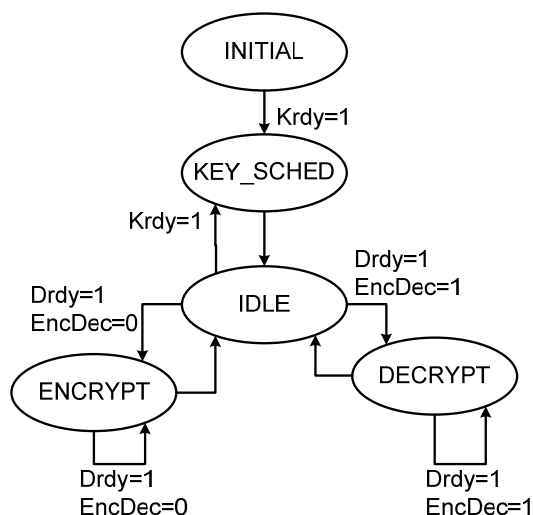 INITIAL
Krdy=1
KEY_SCHED
Krdy=1
Drdy=1
EncDec=1
IDLE
Drdy=1
EncDec=0
DECRYPT
ENCRYPT
Drdy=1
EncDec=0
Drdy=1
EncDec=1